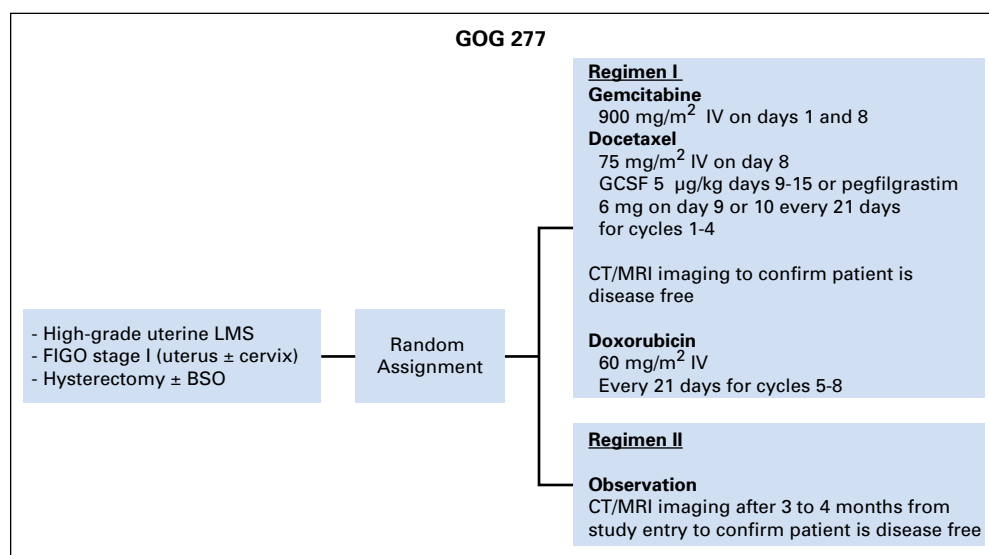 GOG 277
- High-grade uterine LMS
- FIGO stage I (uterus ± cervix)
- Hysterectomy ± BSO
Random
Assignment
Regimen I
Gemcitabine
900 mg/m² IV on days 1 and 8
Docetaxel
75 mg/m² IV on day 8
GCSF 5 µg/kg days 9-15 or pegfilgrastim
6 mg on day 9 or 10 every 21 days
for cycles 1-4
CT/MRI imaging to confirm patient is
disease free
Doxorubicin
60 mg/m² IV
Every 21 days for cycles 5-8
Regimen II
Observation
CT/MRI imaging after 3 to 4 months from
study entry to confirm patient is disease free